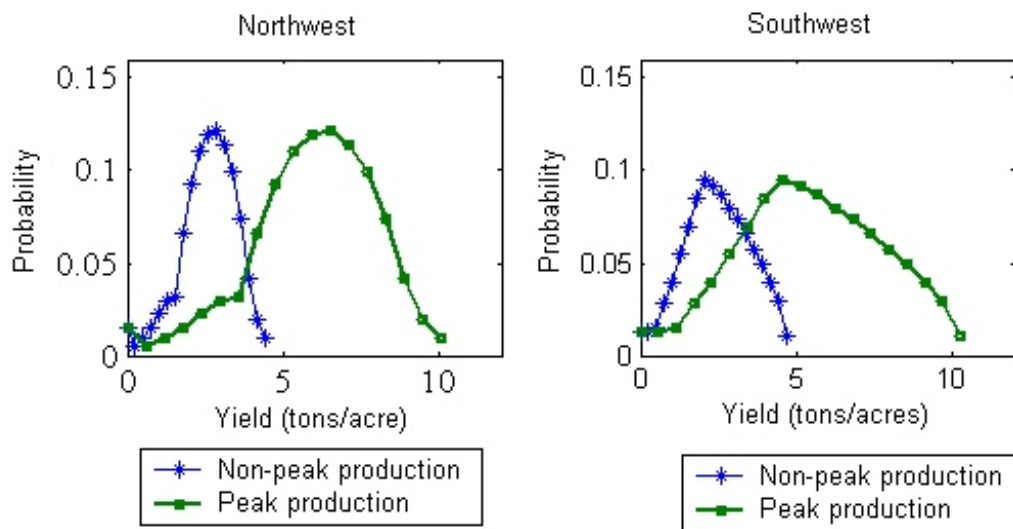 Northwest
0.15
0.1
0.05
0
Probability
0 5 10
Yield (tons/acre)
Non-peak production
Peak production
Southwest
0.15
0.1
0.05
0
Probability
0 5 10
Yield (tons/acres)
Non-peak production
Peak production